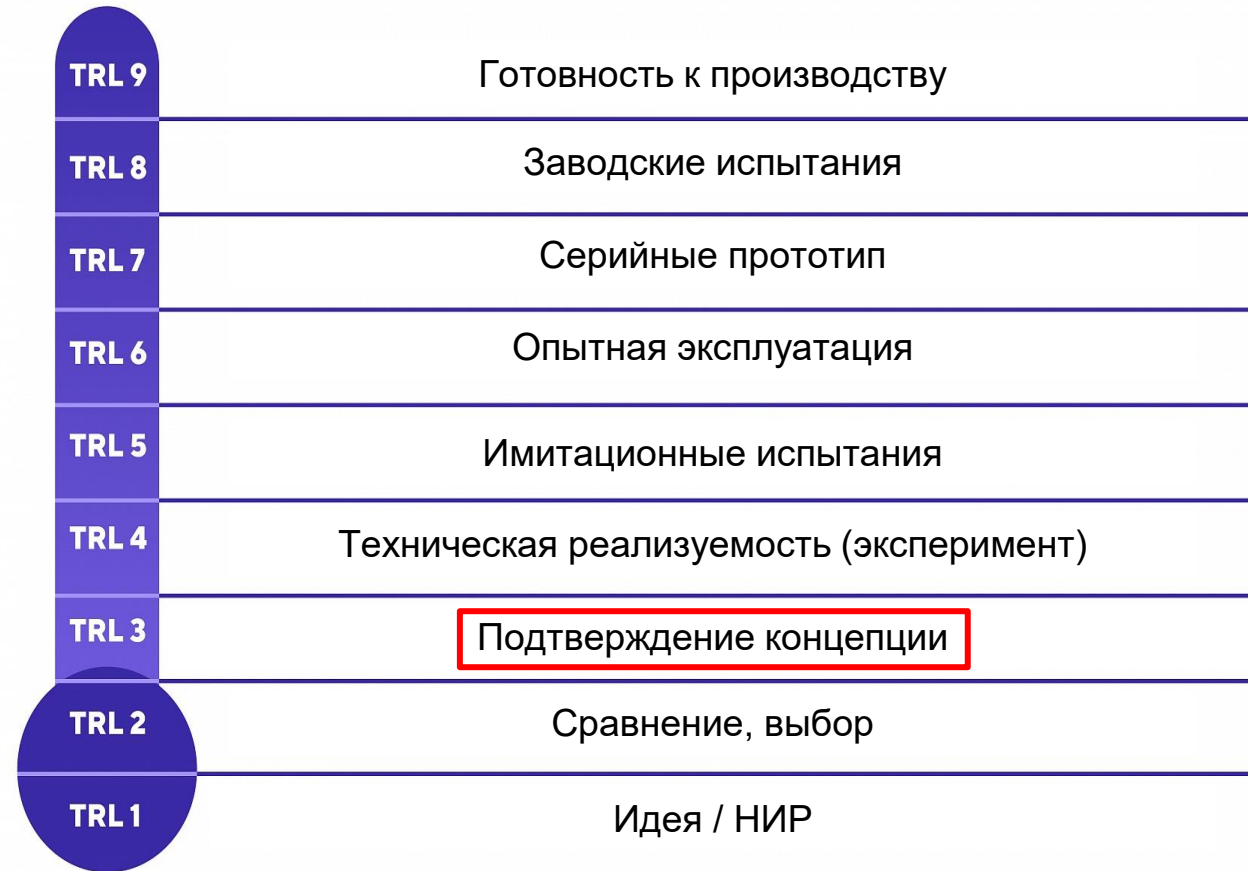 TRL 9 Готовность к производству
TRL 8 Заводские испытания
TRL 7 Серийные прототип
TRL 6 Опытная эксплуатация
TRL 5 Имитационные испытания
TRL 4 Техническая реализуемость (эксперимент)
TRL 3 Подтверждение концепции
TRL 2 Сравнение, выбор
TRL 1 Идея / НИР